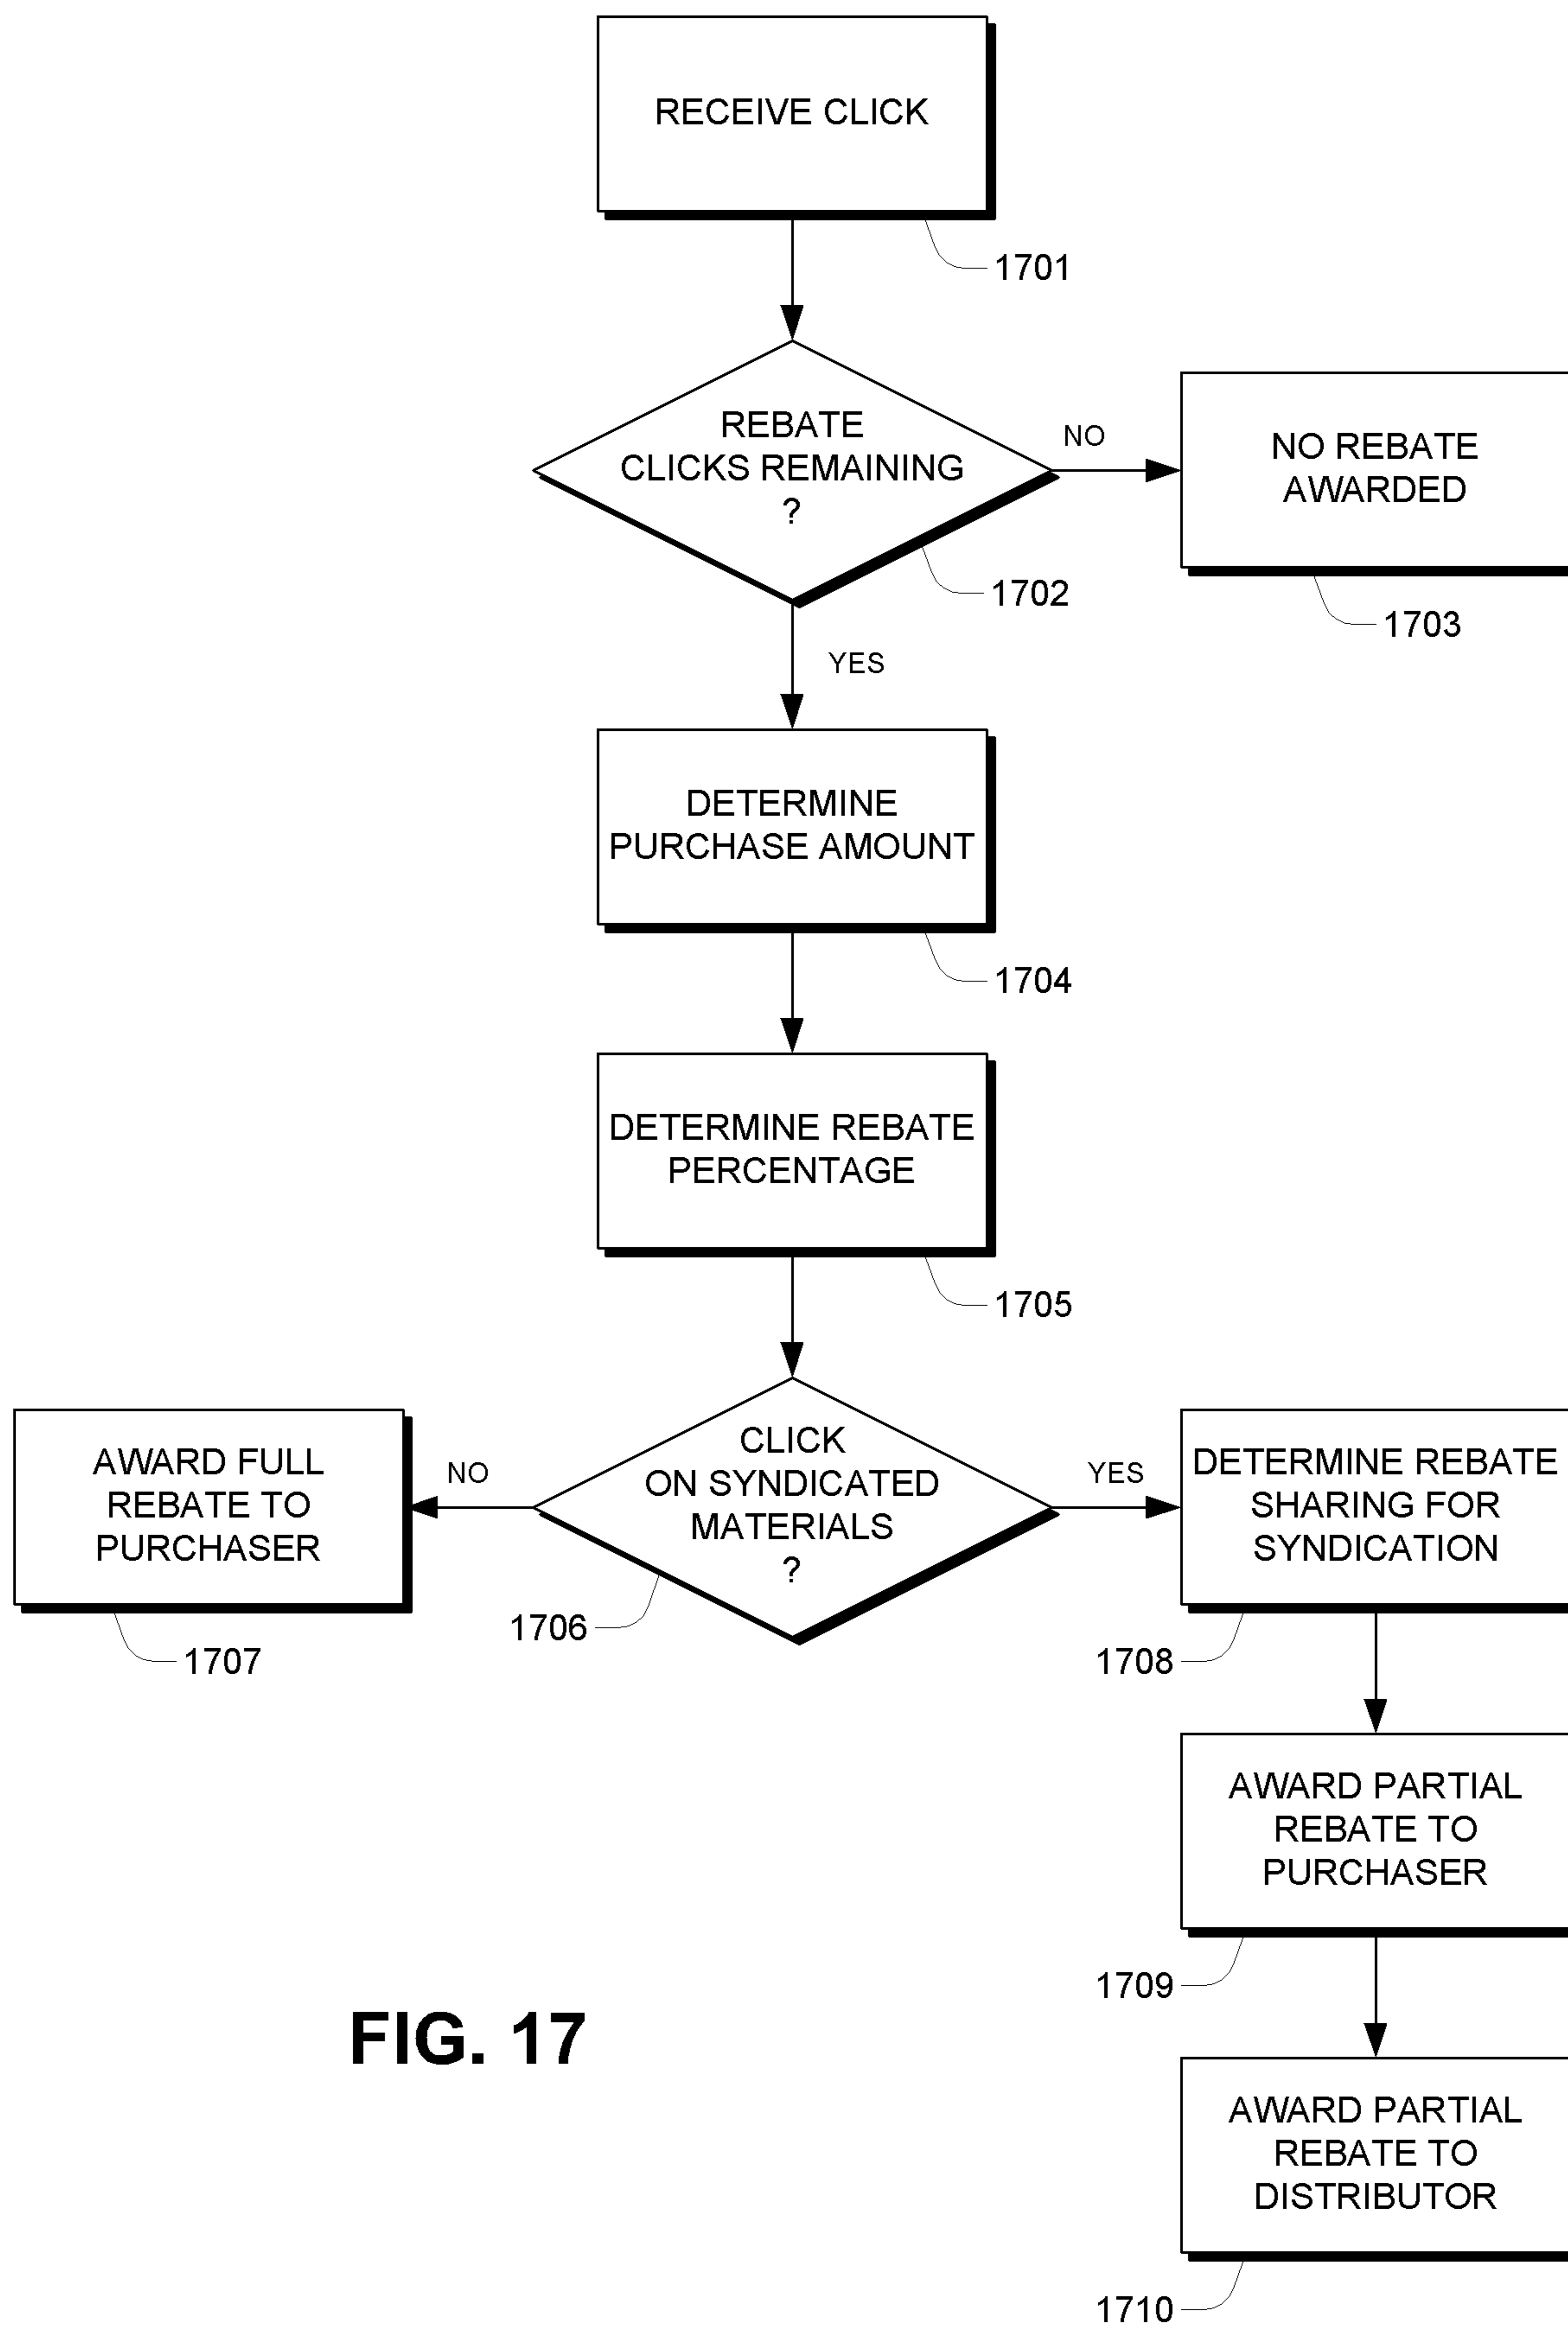 RECEIVE CLICK
1701
REBATE
CLICKS REMAINING
?
1702
NO
NO REBATE
AWARDED
1703
YES
DETERMINE
PURCHASE AMOUNT
1704
DETERMINE REBATE
PERCENTAGE
1705
CLICK
ON SYNDICATED
MATERIALS
?
1706
NO
AWARD FULL
REBATE TO
PURCHASER
1707
YES
DETERMINE REBATE
SHARING FOR
SYNDICATION
1708
AWARD PARTIAL
REBATE TO
PURCHASER
1709
AWARD PARTIAL
REBATE TO
DISTRIBUTOR
1710
FIG. 17